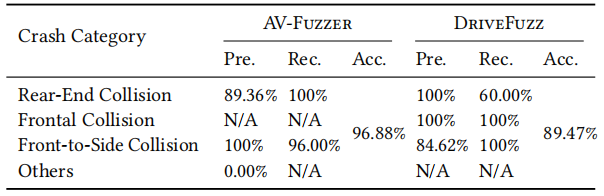 Crash Category AV-FUZZER DRIVEFUZZ
Pre. Rec. Acc. Pre. Rec. Acc.
Rear-End Collision 89.36% 100% 100% 60.00%
Frontal Collision N/A N/A 100% 100%
96.88% 89.47%
Front-to-Side Collision 100% 96.00% 84.62% 100%
Others 0.00% N/A N/A N/A